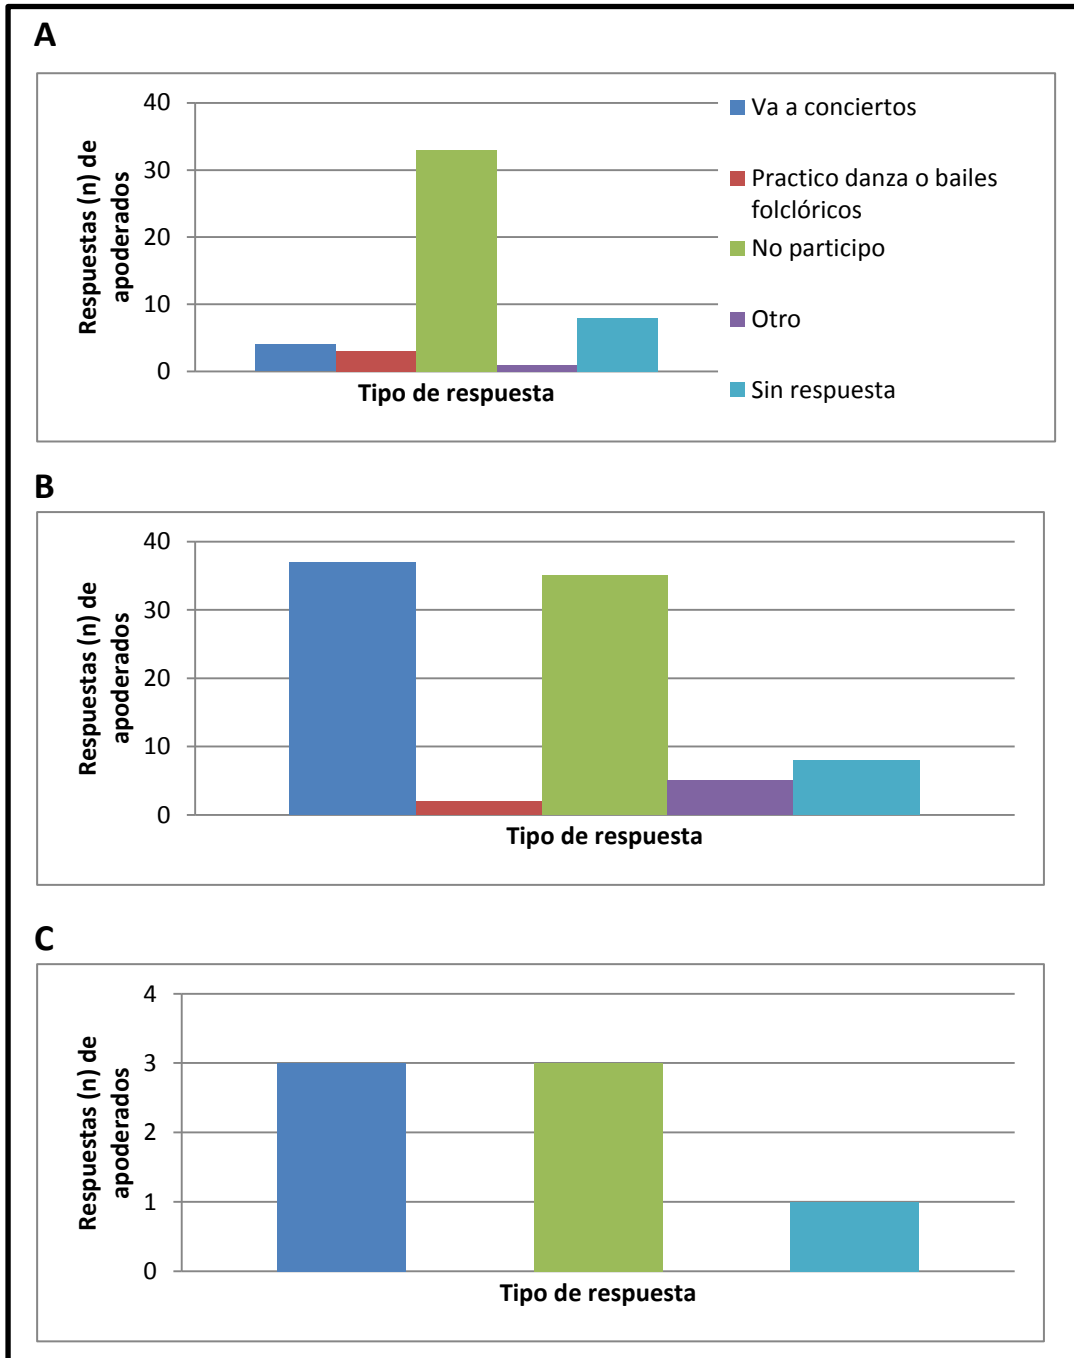 A
Respuestas (n) de
apoderados
40
30
20
10
0
Tipo de respuesta
Va a conciertos
Practico danza o bailes
folclóricos
No participo
Otro
Sin respuesta
B
Respuestas (n) de
apoderados
40
30
20
10
0
Tipo de respuesta
C
Respuestas (n) de
apoderados
4
3
2
1
0
Tipo de respuesta